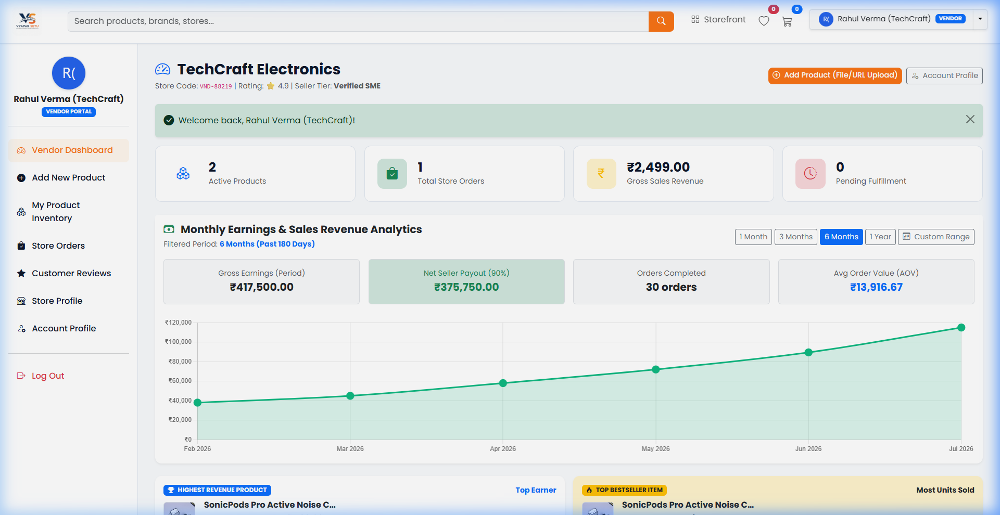 VS
VYAPAR SETU
Search products, brands, stores...
Storefront
0
0
R( Rahul Verma (TechCraft) VENDOR
R(
Rahul Verma (TechCraft)
VENDOR PORTAL
Vendor Dashboard
Add New Product
My Product
Inventory
Store Orders
Customer Reviews
Store Profile
Account Profile
Log Out
TechCraft Electronics
Store Code: VND-88219 | Rating: ⭐ 4.9 | Seller Tier: Verified SME
Add Product (File/URL Upload)
Account Profile
Welcome back, Rahul Verma (TechCraft)!
2
Active Products
1
Total Store Orders
₹2,499.00
Gross Sales Revenue
0
Pending Fulfillment
Monthly Earnings & Sales Revenue Analytics
Filtered Period: 6 Months (Past 180 Days)
1 Month
3 Months
6 Months
1 Year
Custom Range
Gross Earnings (Period)
₹417,500.00
Net Seller Payout (90%)
₹375,750.00
Orders Completed
30 orders
Avg Order Value (AOV)
₹13,916.67
₹120,000
₹100,000
₹80,000
₹60,000
₹40,000
₹20,000
₹0
Feb 2026
Mar 2026
Apr 2026
May 2026
Jun 2026
Jul 2026
HIGHEST REVENUE PRODUCT
Top Earner
SonicPods Pro Active Noise C...
TOP BESTSELLER ITEM
Most Units Sold
SonicPods Pro Active Noise C...